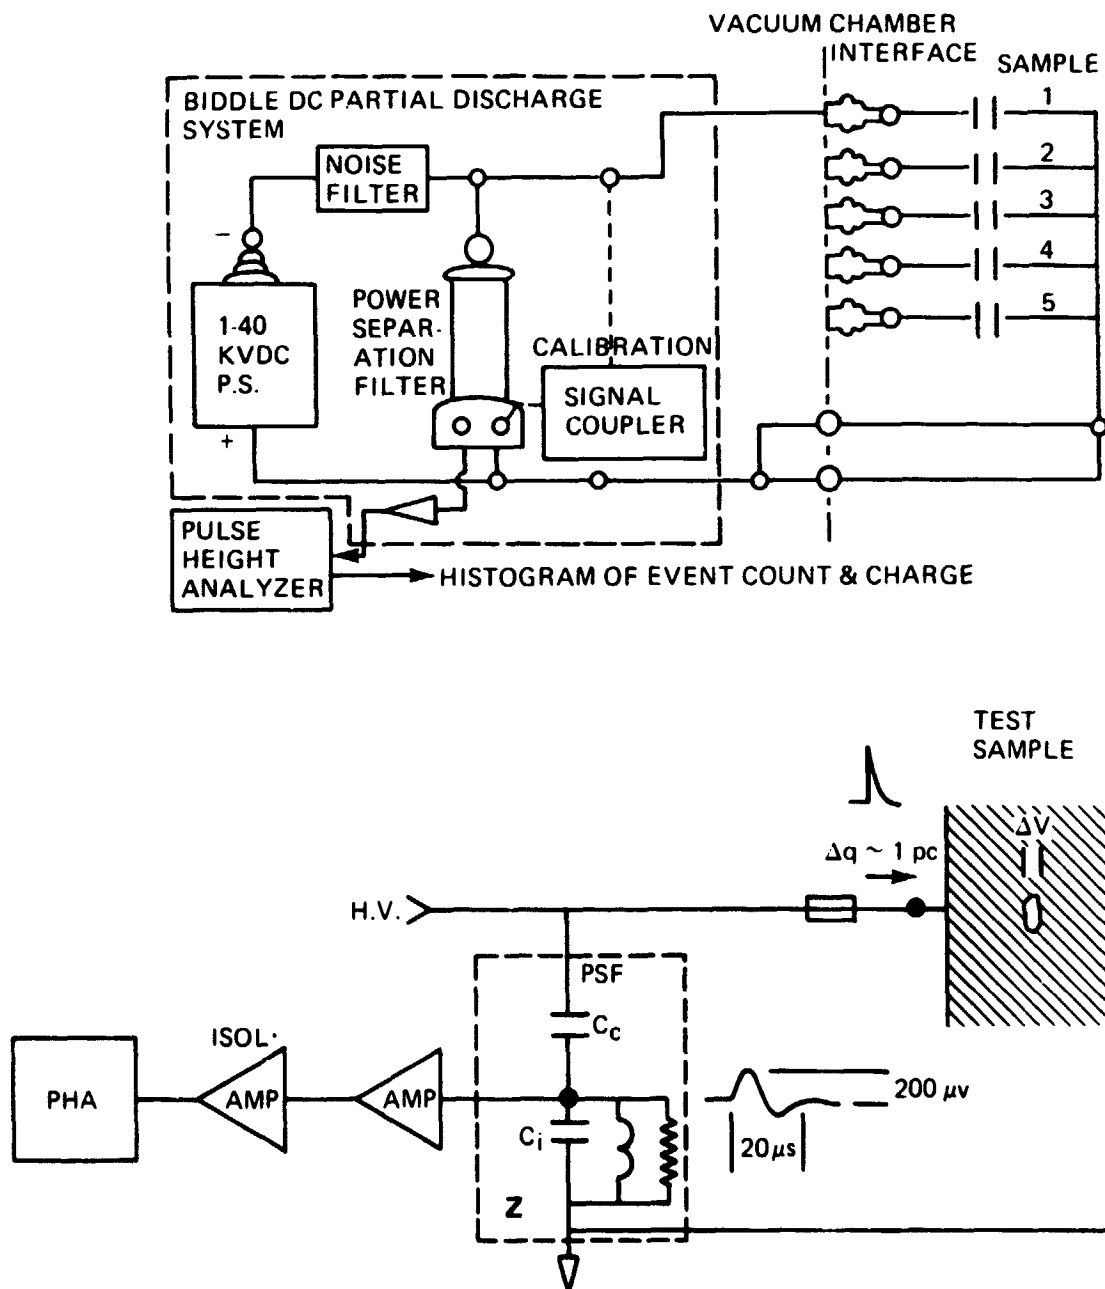 VACUUM CHAMBER
INTERFACE
SAMPLE
BIDDLE DC PARTIAL DISCHARGE
SYSTEM
1
2
3
4
5
NOISE
FILTER
−
1-40
KVDC
P.S.
+
POWER
SEPAR-
ATION
FILTER
CALIBRATION
SIGNAL
COUPLER
PULSE
HEIGHT
ANALYZER
HISTOGRAM OF EVENT COUNT & CHARGE
TEST
SAMPLE
ΔV
Δq ~ 1 pc
H.V.
PSF
Cc
ISOL.
PHA
AMP
AMP
Ci
200 μv
20 μs
Z